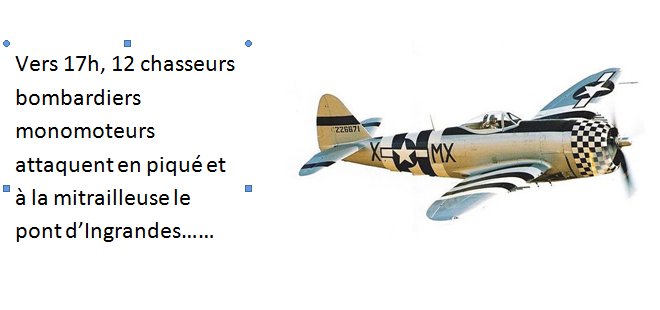 Vers 17h, 12 chasseurs
bombardiers
monomoteurs
attaquent en piqué et
à la mitrailleuse le
pont d’Ingrandes……
226671
X MX